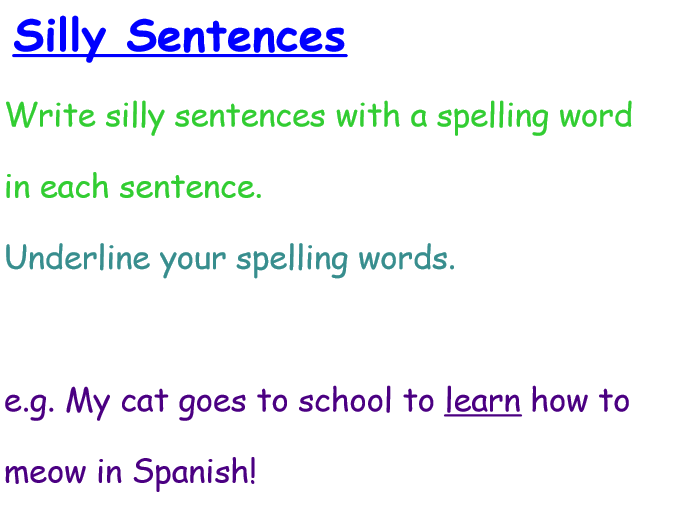 Silly Sentences
Write silly sentences with a spelling word
in each sentence.
Underline your spelling words.
e.g. My cat goes to school to learn how to
meow in Spanish!